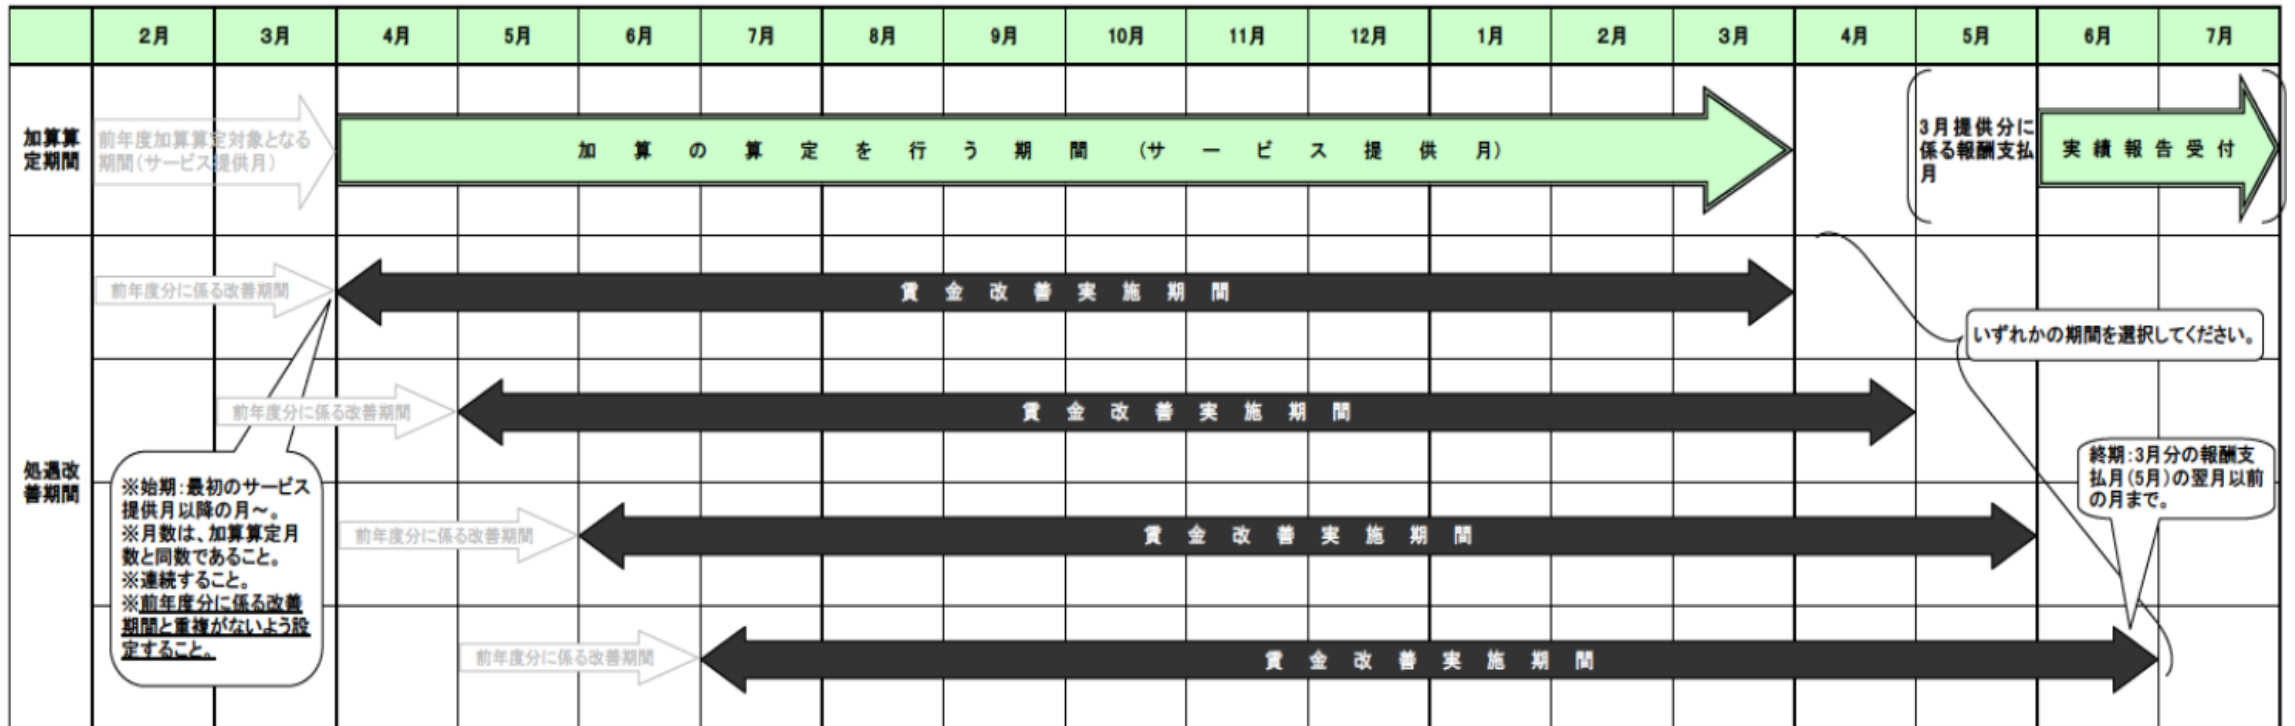 2月 3月 4月 5月 6月 7月 8月 9月 10月 11月 12月 1月 2月 3月 4月 5月 6月 7月
加算算
定期間
前年度加算算定対象となる
期間(サービス提供月)
加算の算定を行う期間(サービス提供月)
3月提供分に
係る報酬支払
月
実績報告受付
処遇改
善期間
前年度分に係る改善期間
賃金改善実施期間
いずれかの期間を選択してください。
前年度分に係る改善期間
賃金改善実施期間
※始期:最初のサービス
提供月以降の月~。
※月数は、加算算定月
数と同数であること。
※連続すること。
※前年度分に係る改善
期間と重複がないよう設
定すること。
終期:3月分の報酬支
払月(5月)の翌月以前
の月まで。
前年度分に係る改善期間
賃金改善実施期間
前年度分に係る改善期間
賃金改善実施期間